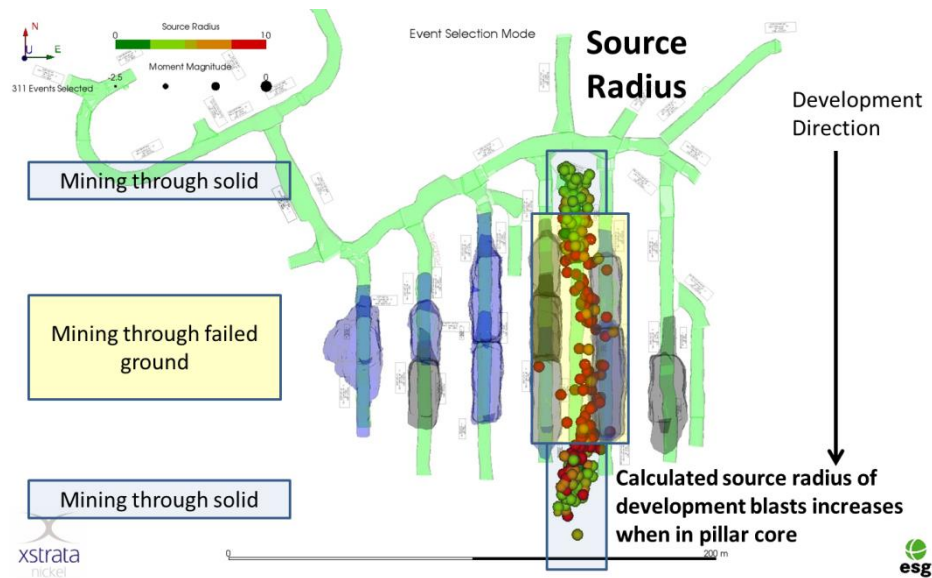 N
U
E
Source Radius
0
10
Moment Magnitude
-2.5
0
311 Events Selected
Event Selection Mode
Source
Radius
Development
Direction
Mining through solid
Mining through failed
ground
Mining through solid
Calculated source radius of
development blasts increases
when in pillar core
0
200 m
xstrata
nickel
esg